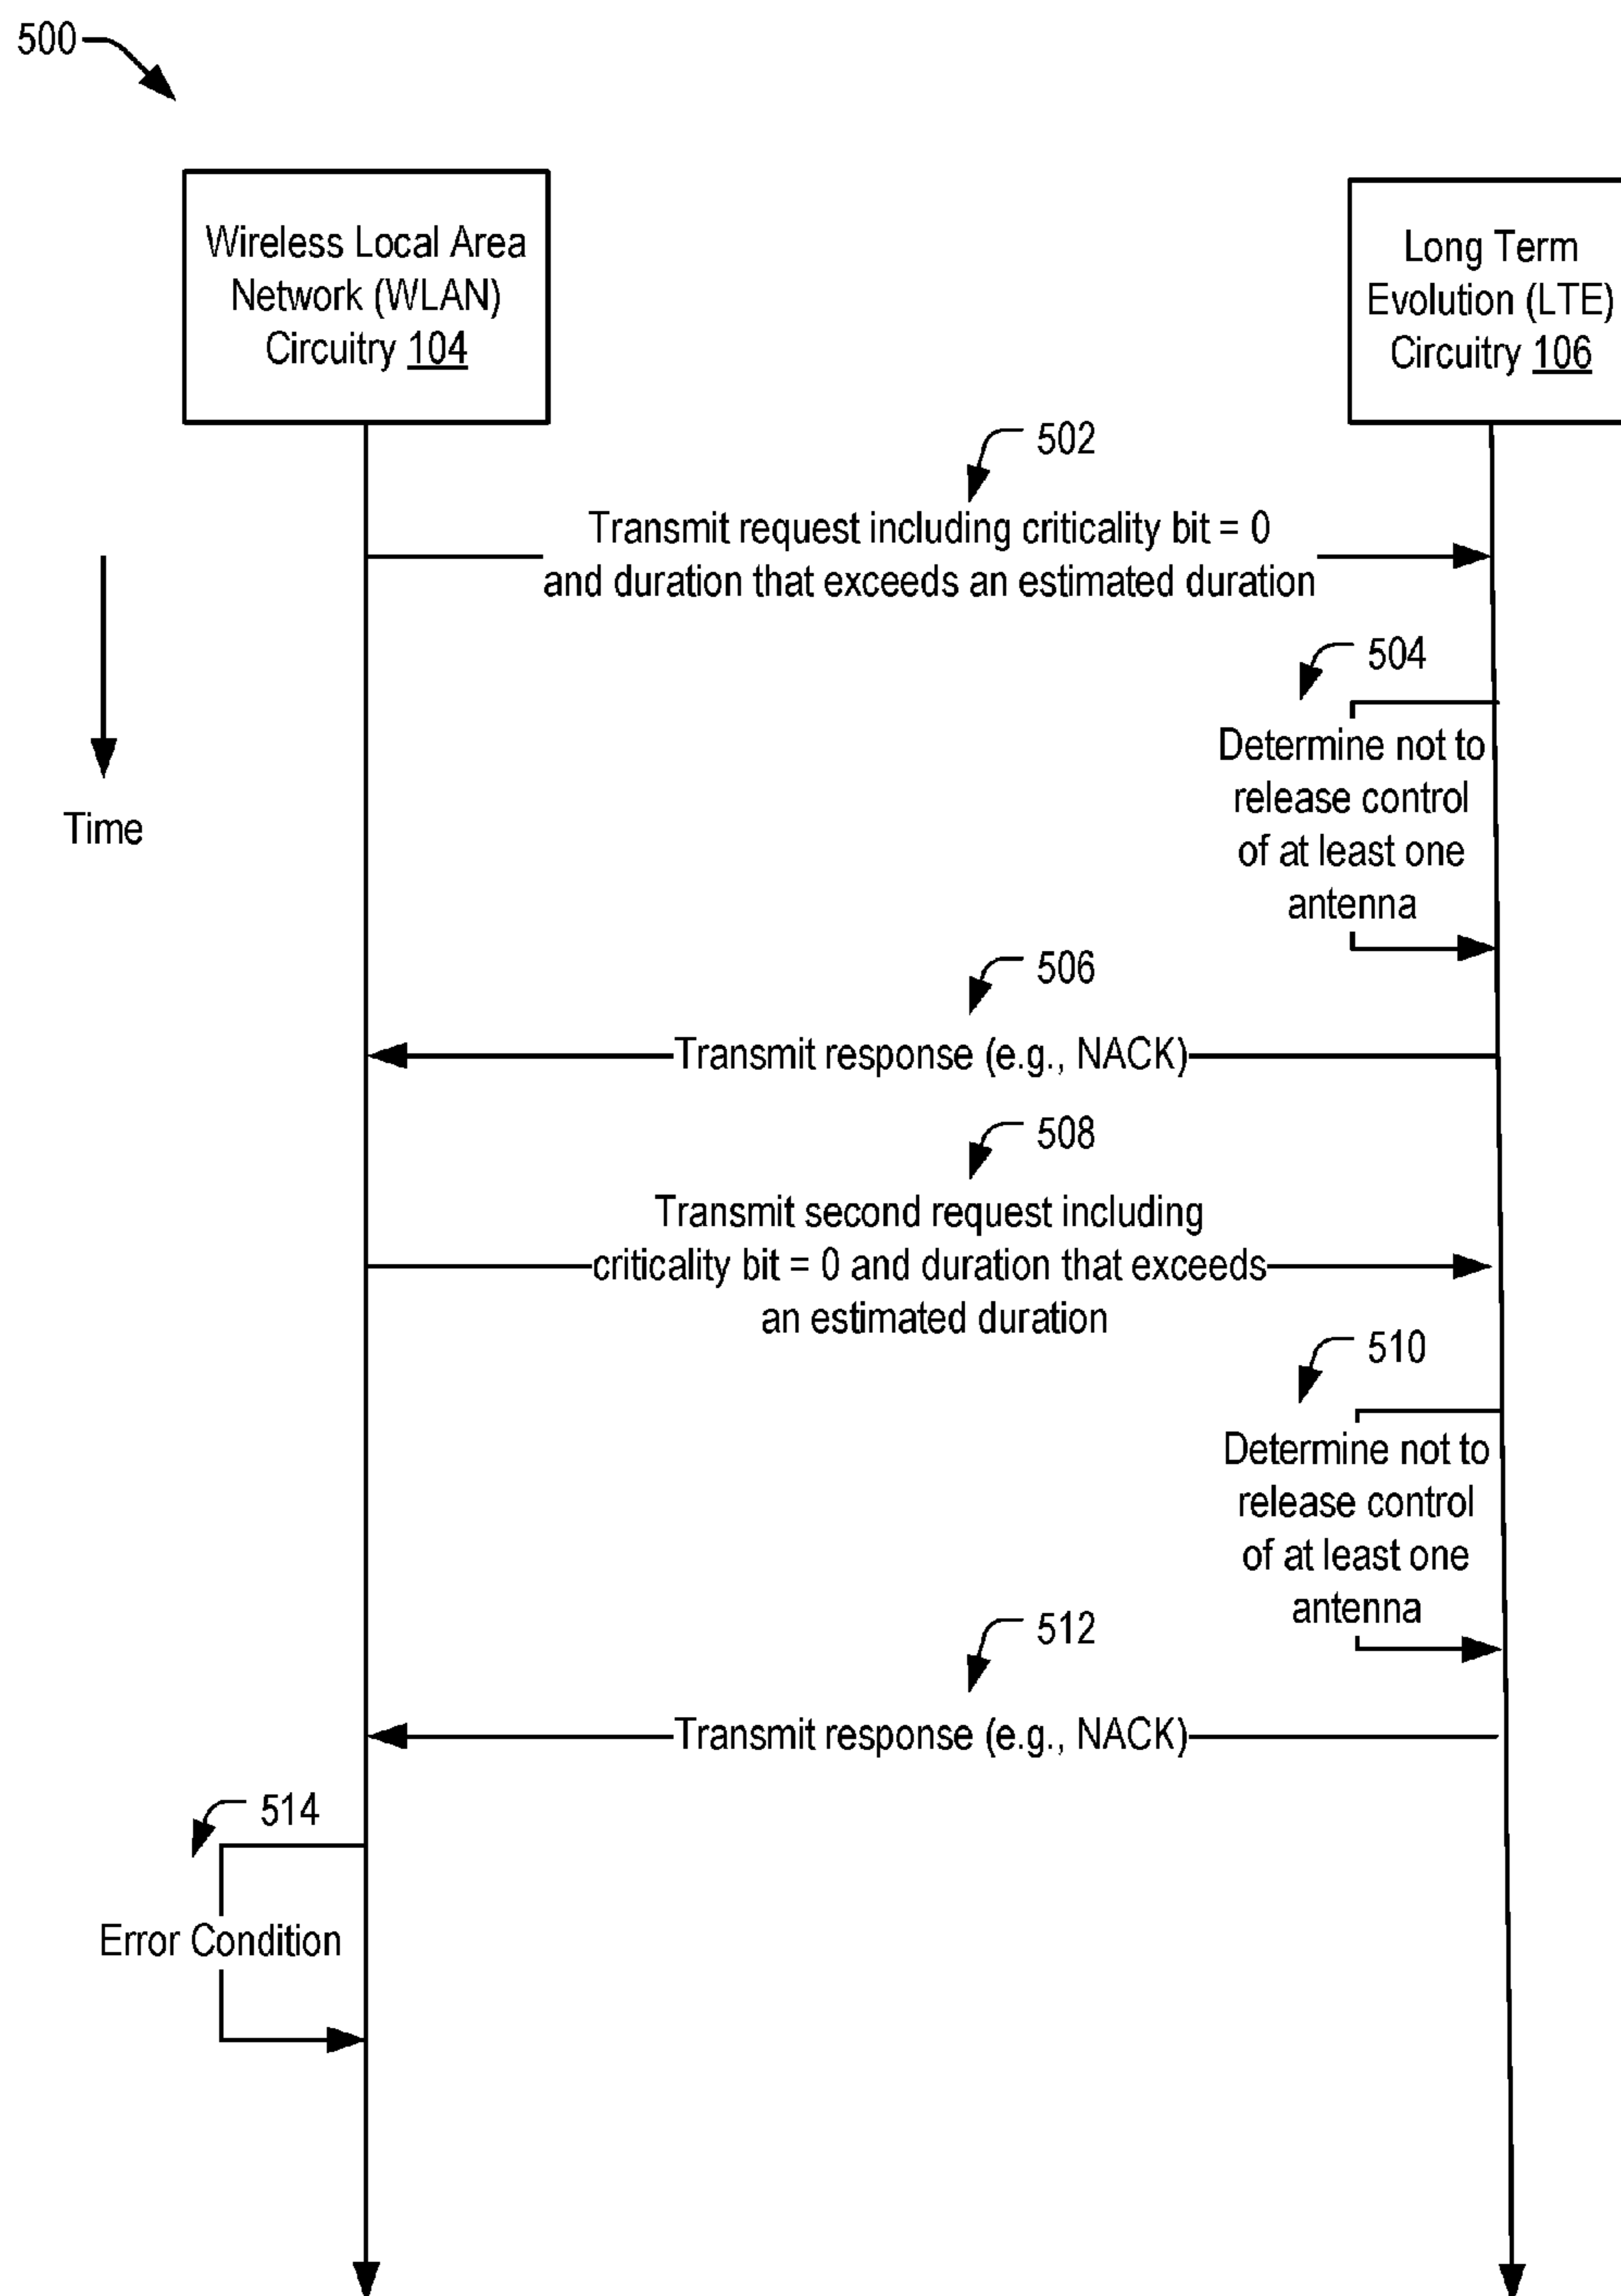 500
Wireless Local Area
Network (WLAN)
Circuitry 104
Long Term
Evolution (LTE)
Circuitry 106
502
Transmit request including criticality bit = 0
and duration that exceeds an estimated duration
Time
504
Determine not to
release control
of at least one
antenna
506
Transmit response (e.g., NACK)
508
Transmit second request including
criticality bit = 0 and duration that exceeds
an estimated duration
510
Determine not to
release control
of at least one
antenna
512
Transmit response (e.g., NACK)
514
Error Condition